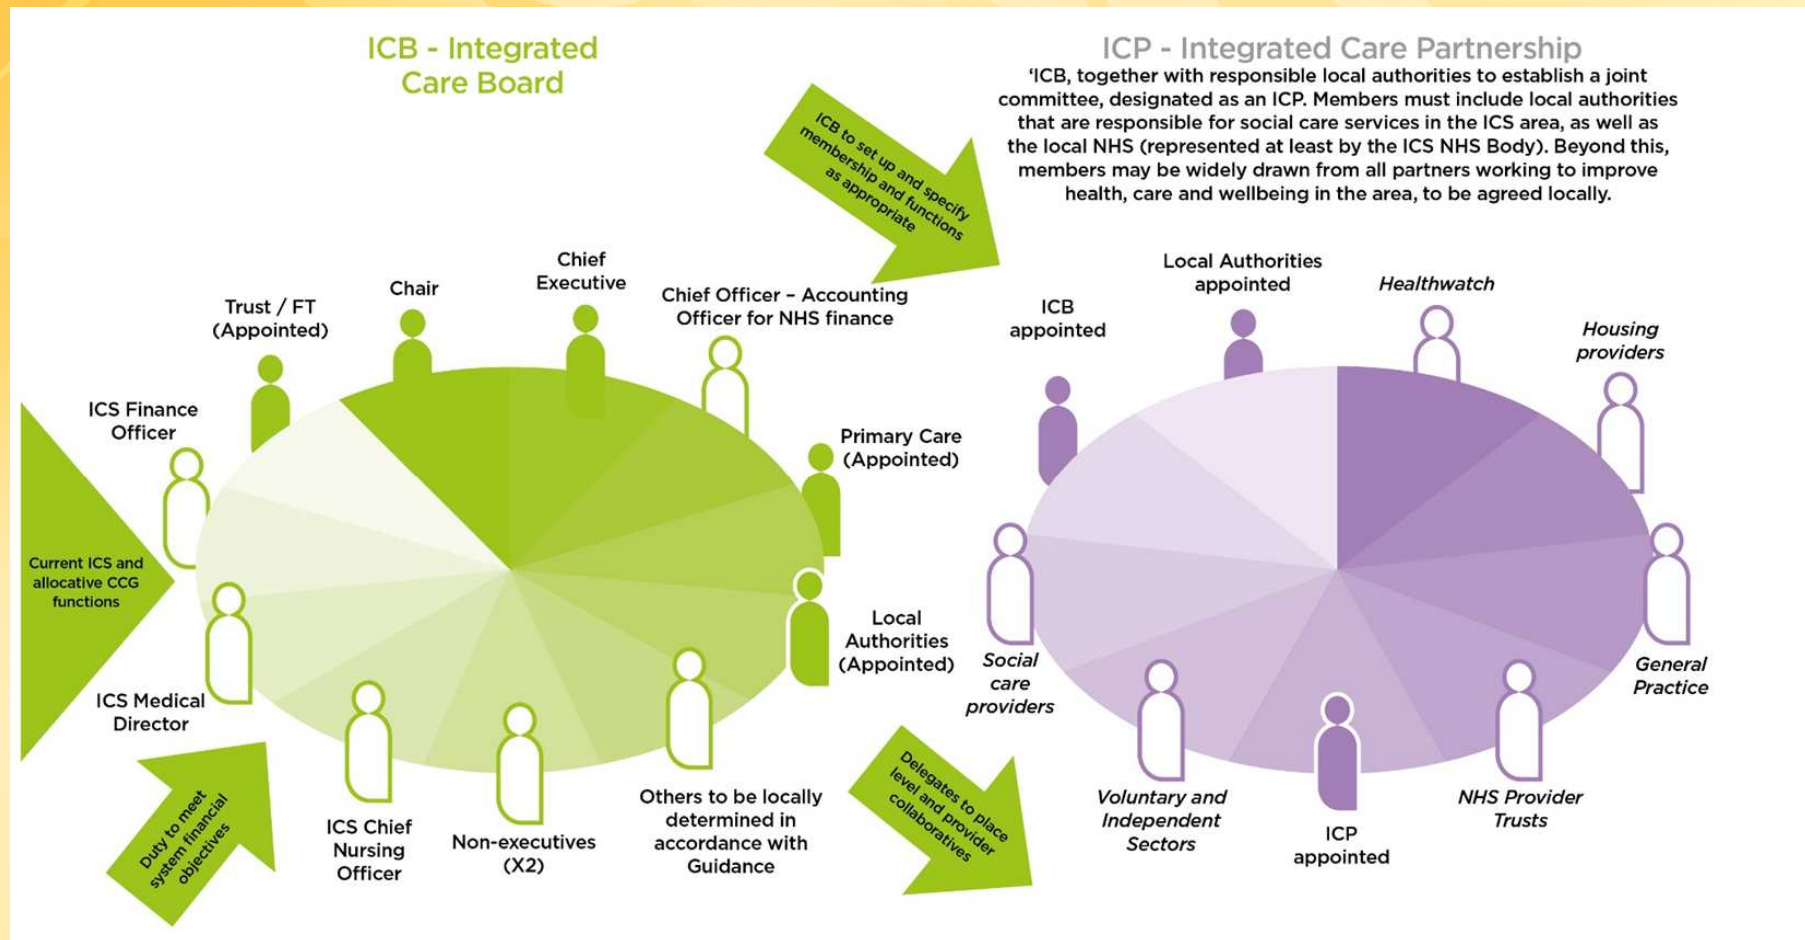 ICB - Integrated
Care Board
ICP - Integrated Care Partnership
‘ICB, together with responsible local authorities to establish a joint
committee, designated as an ICP. Members must include local authorities
that are responsible for social care services in the ICS area, as well as
the local NHS (represented at least by the ICS NHS Body). Beyond this,
members may be widely drawn from all partners working to improve
health, care and wellbeing in the area, to be agreed locally.
ICB to set up and specify
membership and functions
as appropriate
Chair
Chief
Executive
Chief Officer – Accounting
Officer for NHS finance
Trust / FT
(Appointed)
ICS Finance
Officer
Primary Care
(Appointed)
Current ICS and
allocative CCG
functions
Local
Authorities
(Appointed)
ICS Medical
Director
Duty to meet
system financial
objectives
ICS Chief
Nursing
Officer
Non-executives
(X2)
Others to be locally
determined in
accordance with
Guidance
Delegates to place
level and provider
collaboratives
Local Authorities
appointed
Healthwatch
ICB
appointed
Housing
providers
Social
care
providers
General
Practice
Voluntary and
Independent
Sectors
ICP
appointed
NHS Provider
Trusts